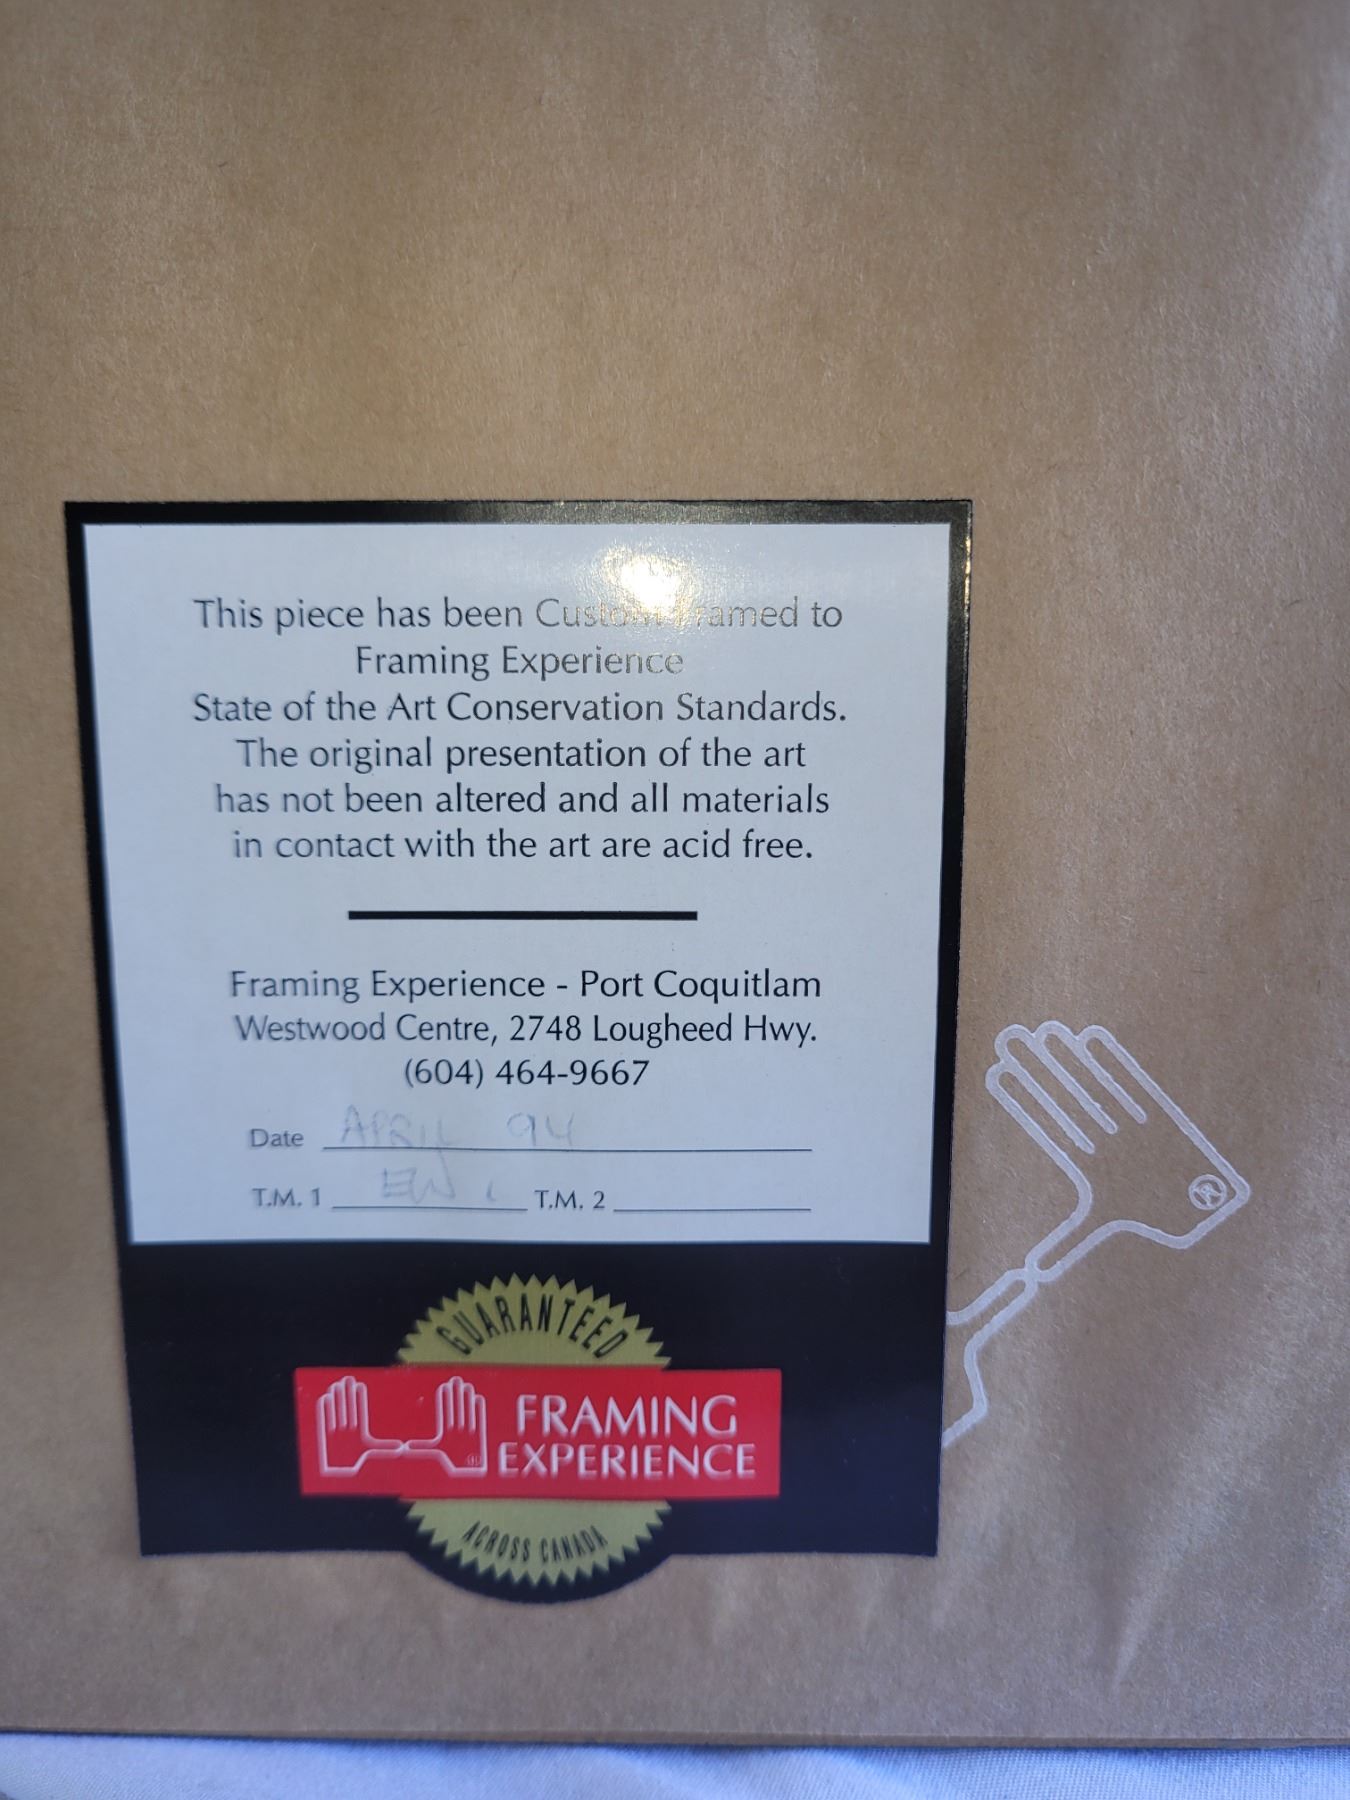 This piece has been Custom Framed to
Framing Experience
State of the Art Conservation Standards.
The original presentation of the art
has not been altered and all materials
in contact with the art are acid free.
Framing Experience - Port Coquitlam
Westwood Centre, 2748 Lougheed Hwy.
(604) 464-9667
Date APRIL 94
T.M. 1 EW T.M. 2
GUARANTEED
FRAMING
EXPERIENCE
ACROSS CANADA
®